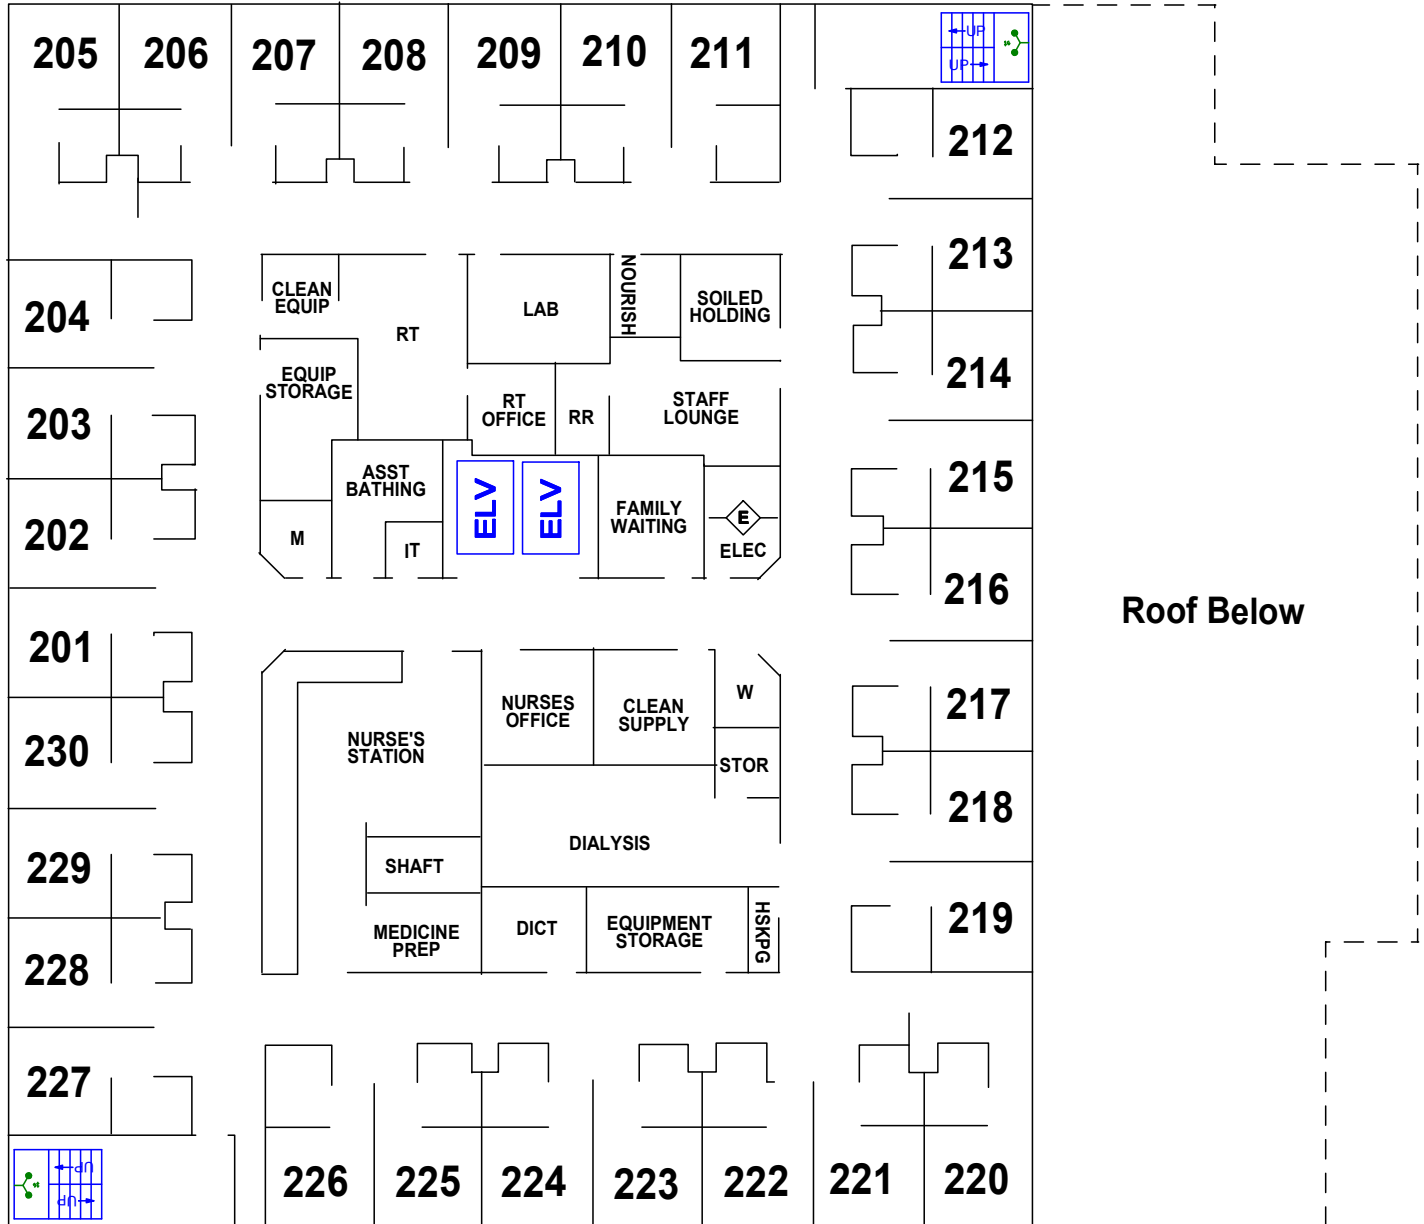 205
206
207
208
209
210
211
UP
UP
212
213
204
CLEAN
EQUIP
RT
LAB
NOURISH
SOILED
HOLDING
214
203
EQUIP
STORAGE
RT
OFFICE
RR
STAFF
LOUNGE
215
202
ASST
BATHING
M
IT
ELV
ELV
FAMILY
WAITING
E
ELEC
216
Roof Below
201
NURSE'S
STATION
NURSES
OFFICE
CLEAN
SUPPLY
W
STOR
217
230
218
229
SHAFT
DIALYSIS
219
228
MEDICINE
PREP
DICT
EQUIPMENT
STORAGE
HSKPG
227
UP
UP
226
225
224
223
222
221
220